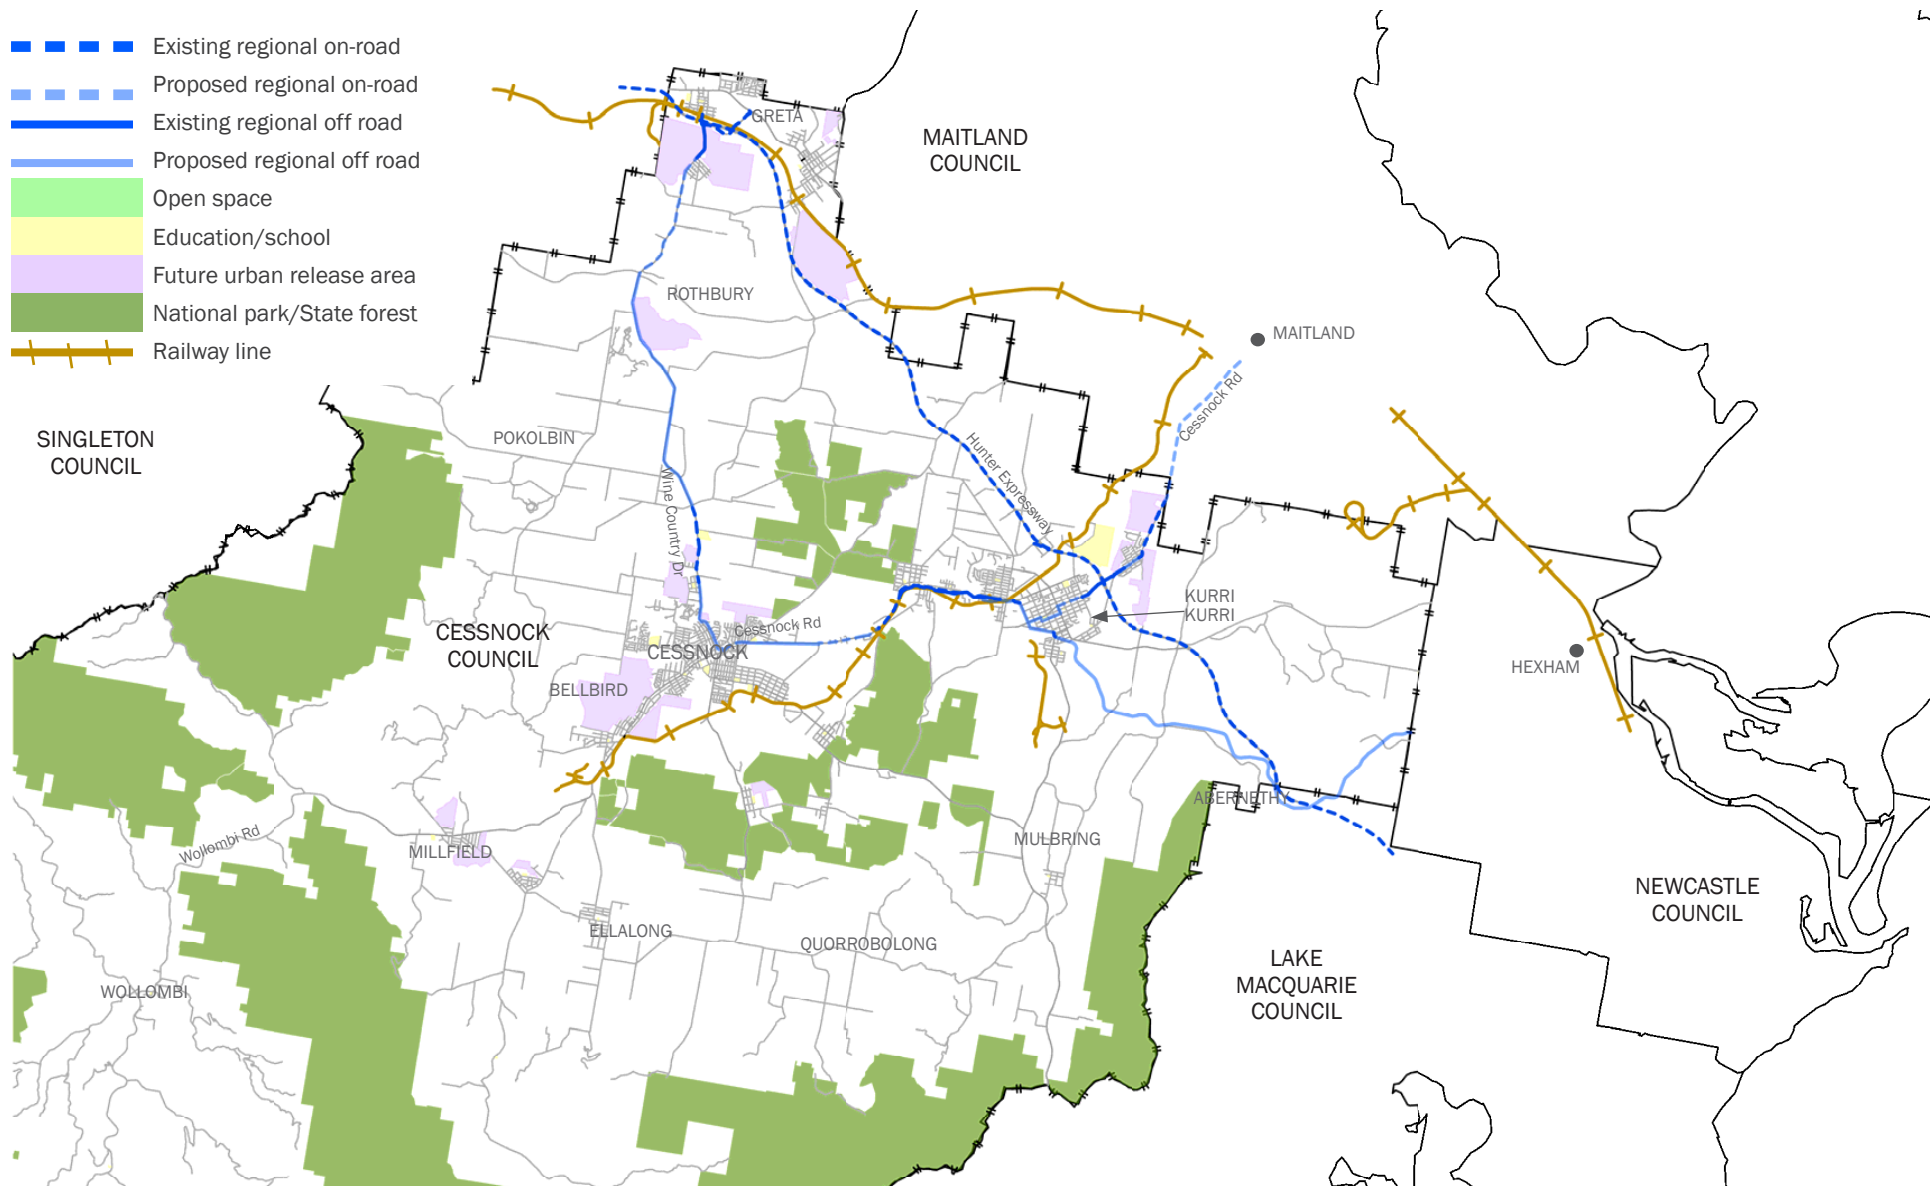 Existing regional on-road
Proposed regional on-road
Existing regional off road
Proposed regional off road
Open space
Education/school
Future urban release area
National park/State forest
Railway line
GRETA
MAITLAND
COUNCIL
ROTHBURY
MAITLAND
Cessnock Rd
SINGLETON
COUNCIL
POKOLBIN
Hunter Expressway
Wine Country Dr
KURRI
KURRI
CESSNOCK
COUNCIL
Cessnock Rd
CESSNOCK
HEXHAM
BELLBIRD
ABERNETHY
Wollombi Rd
MILLFIELD
MULBRING
NEWCASTLE
COUNCIL
ELLALONG
QUORROBOLONG
LAKE
MACQUARIE
COUNCIL
WOLLOMBI